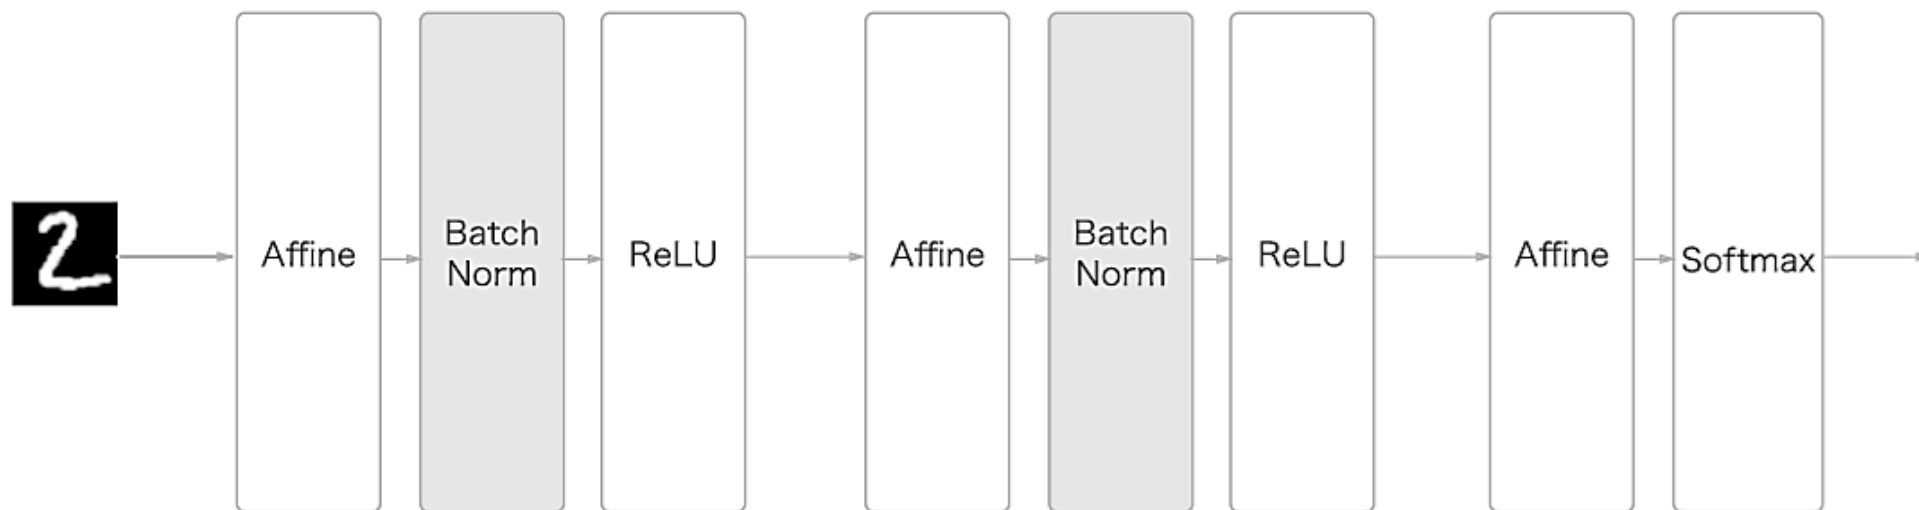 2
Affine
Batch
Norm
ReLU
Affine
Batch
Norm
ReLU
Affine
Softmax